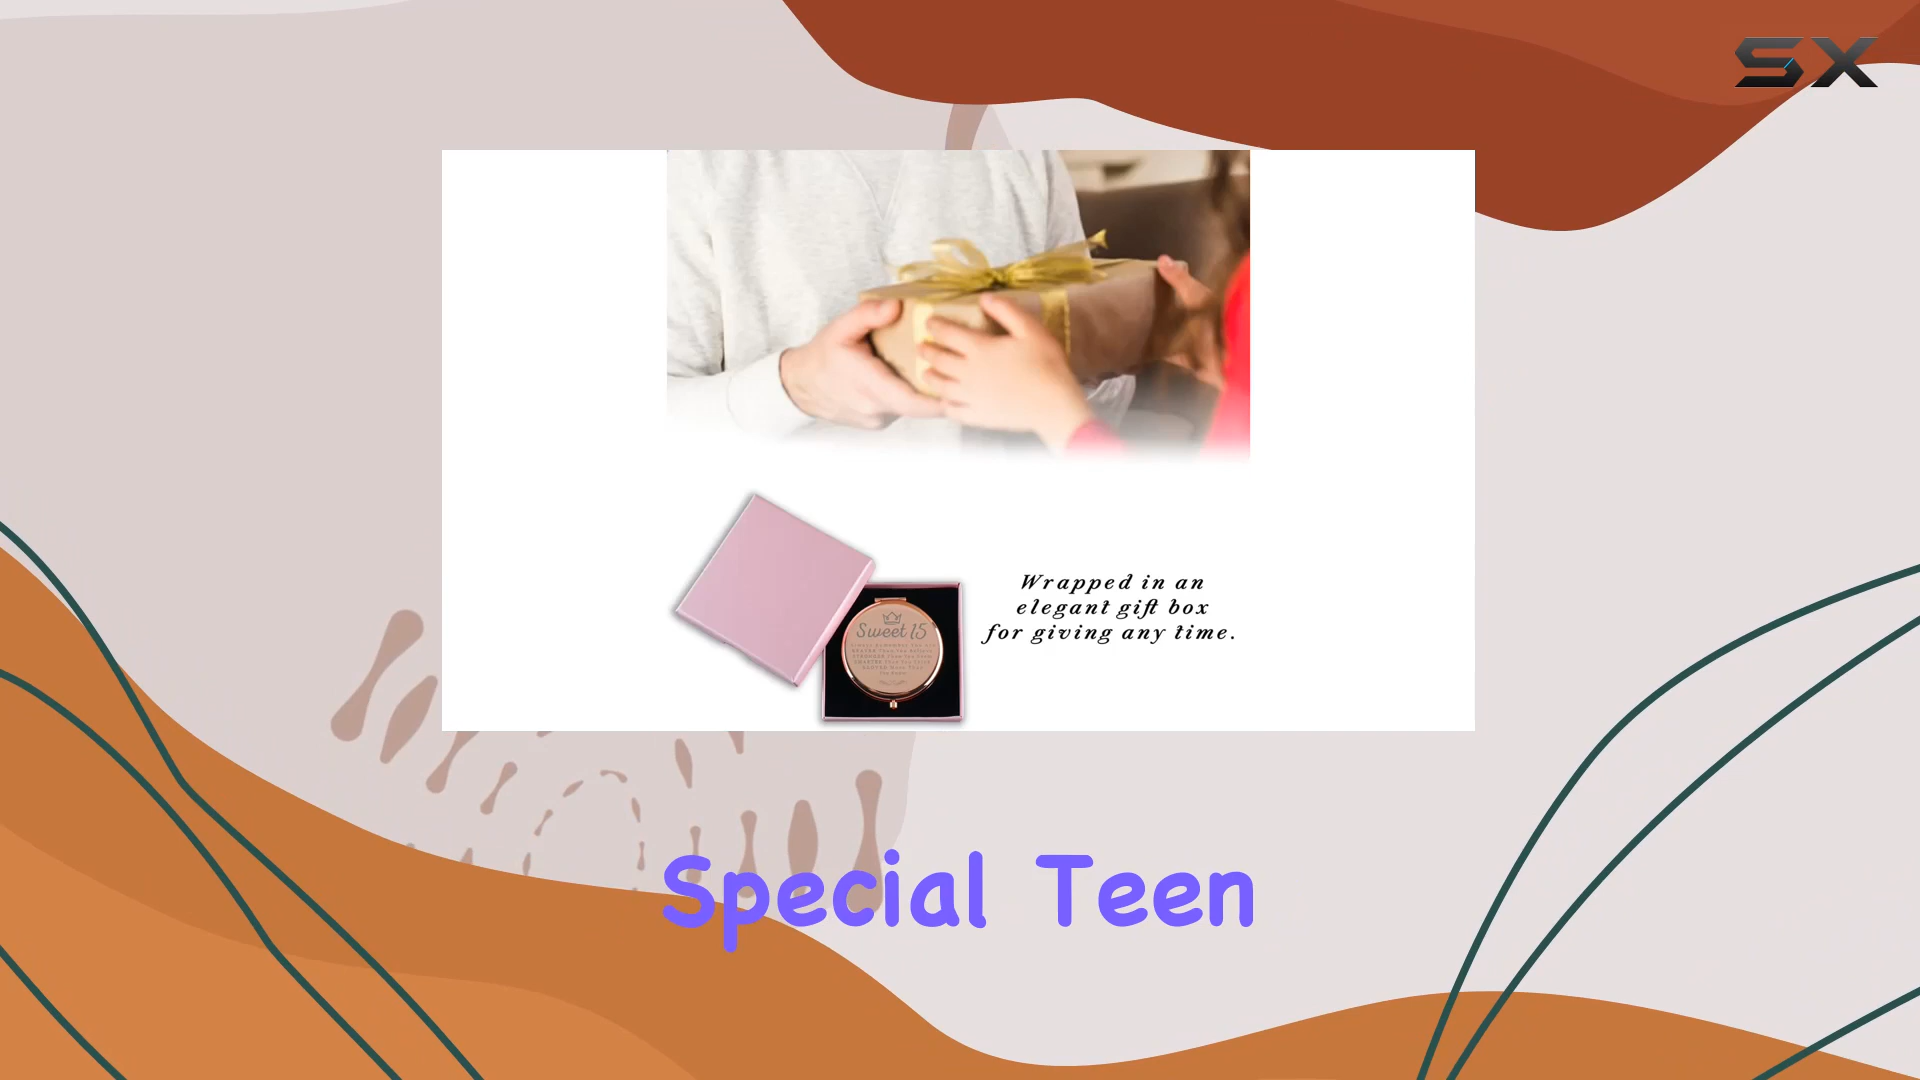 SX
Wrapped in an
elegant gift box
for giving any time.
Sweet 15
Special Teen